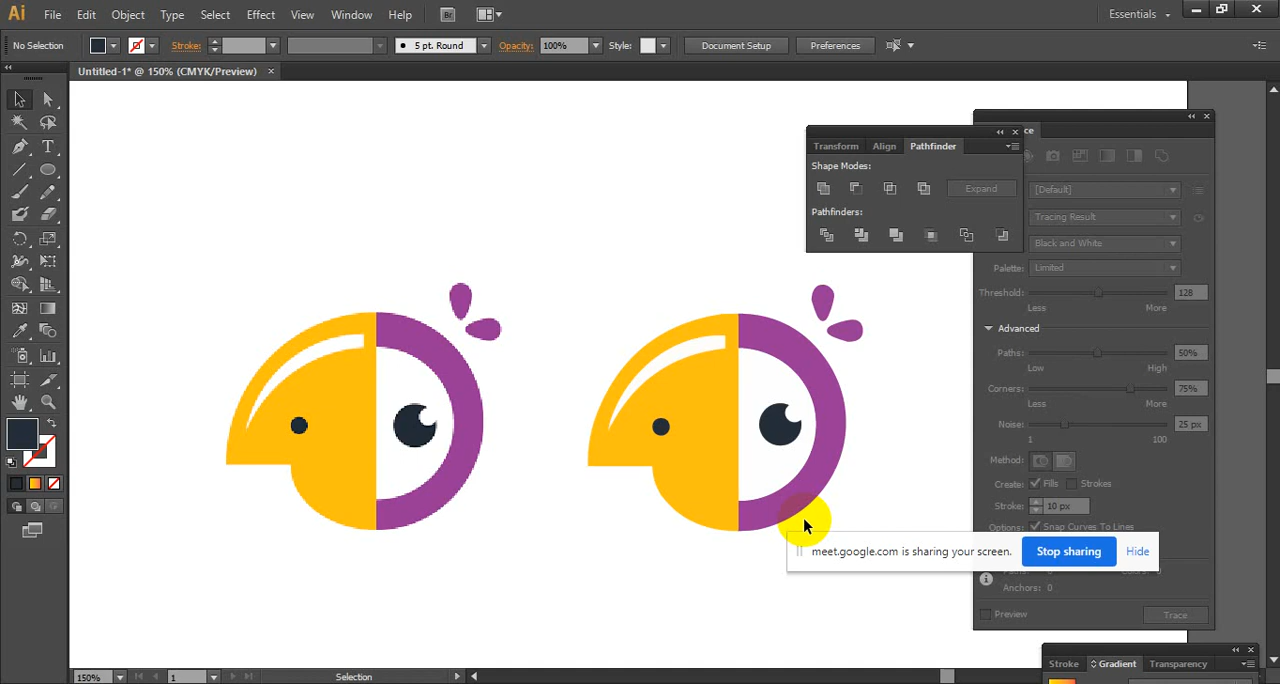 Ai File Edit Object Type Select Effect View Window Help Br Essentials
No Selection Stroke: 5 pt. Round Opacity: 100% Style: Document Setup Preferences
Untitled-1* @ 150% (CMYK/Preview)
Transform Align Pathfinder
Shape Modes:
Expand
Pathfinders:
ce
[Default]
Tracing Result
Black and White
Palette: Limited
Threshold: 128
Less More
Advanced
Paths: 50%
Low High
Corners: 75%
Less More
Noise: 25 px
1 100
Method:
Create: Fills Strokes
Stroke: 10 px
Options: Snap Curves To Lines
meet.google.com is sharing your screen. Stop sharing Hide
Anchors: 0
Preview Trace
Stroke Gradient Transparency
150% 1 Selection